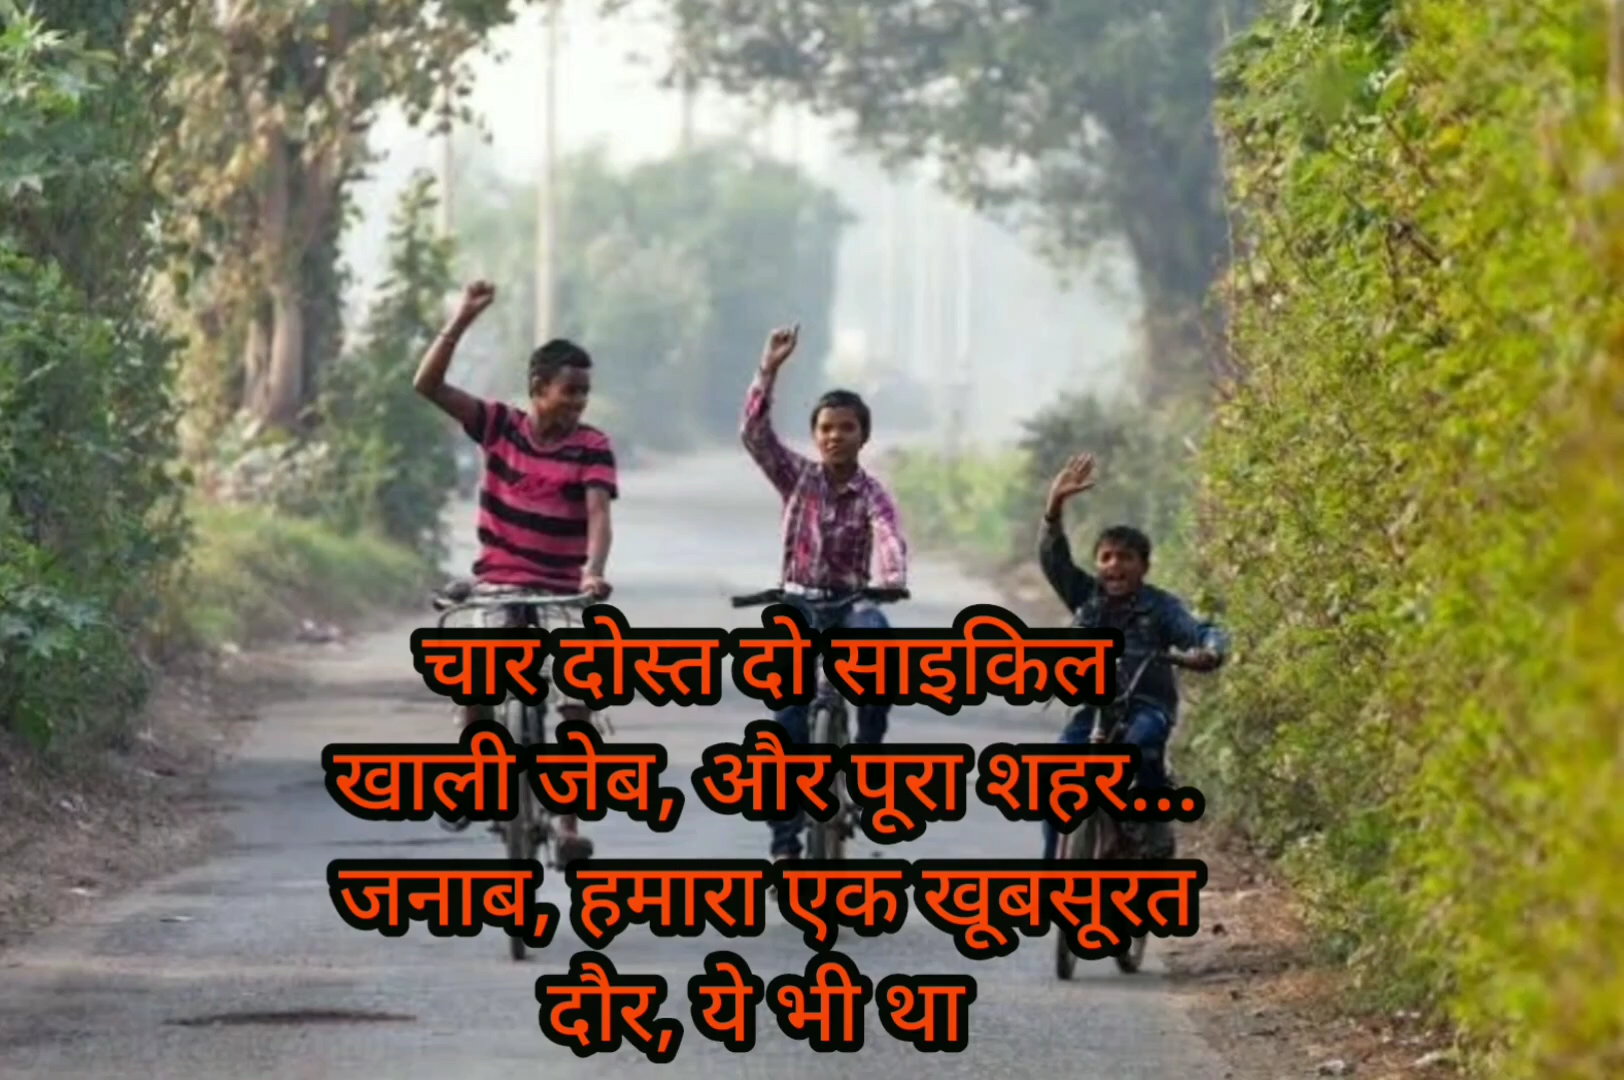 चार दोस्त दो साइकिल
खाली जेब, और पूरा शहर...
जनाब, हमारा एक खूबसूरत
दौर, ये भी था